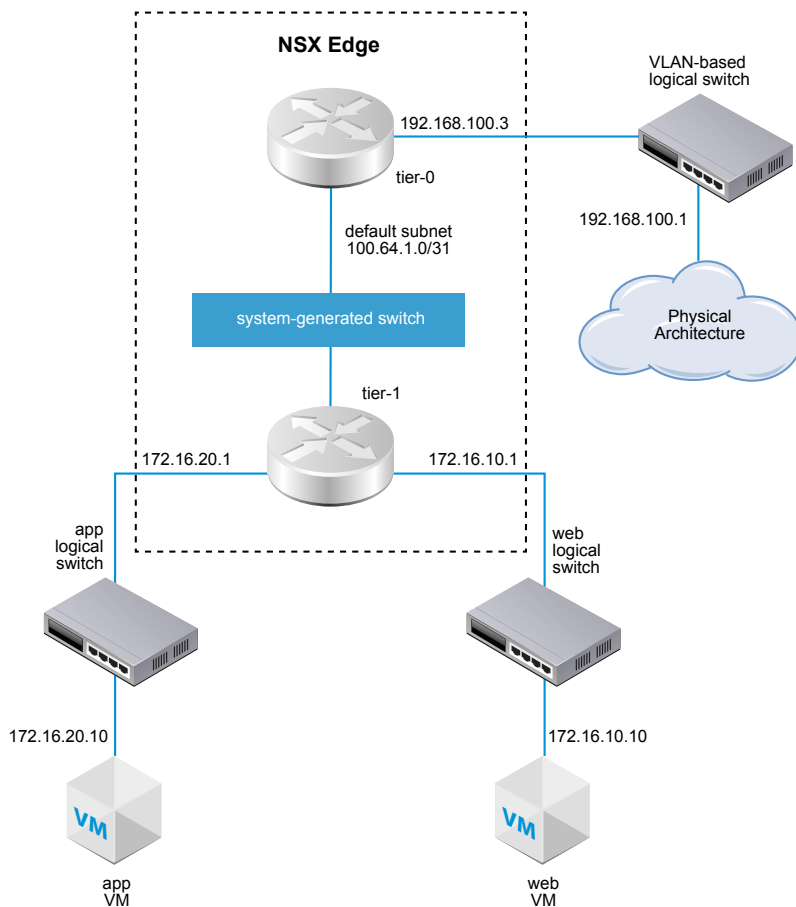 NSX Edge
VLAN-based
logical switch
192.168.100.3
tier-0
192.168.100.1
default subnet
100.64.1.0/31
Physical
Architecture
system-generated switch
tier-1
172.16.20.1
172.16.10.1
app
logical
switch
web
logical
switch
172.16.20.10
172.16.10.10
VM
VM
app
VM
web
VM